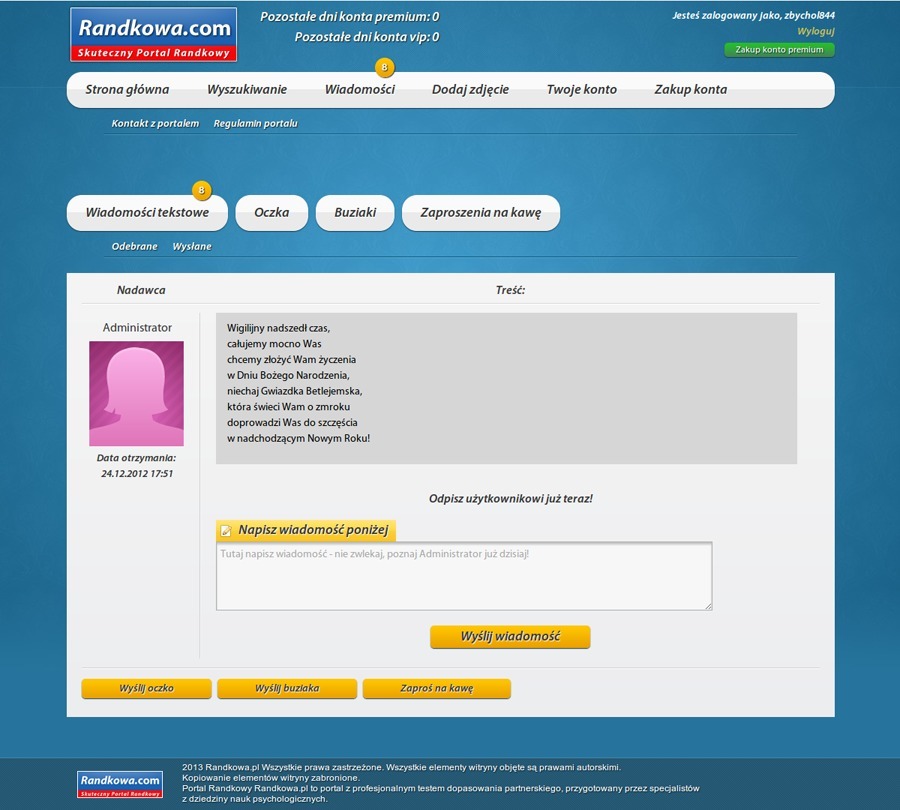 Randkowa.com
Skuteczny Portal Randkowy
Pozostałe dni konta premium: 0
Pozostałe dni konta vip: 0
Jesteś zalogowany jako, zbychol844
Wyloguj
Zakup konto premium
8
Strona główna Wyszukiwanie Wiadomości Dodaj zdjęcie Twoje konto Zakup konta
Kontakt z portalem Regulamin portalu
8
Wiadomości tekstowe Oczka Buziaki Zaproszenia na kawę
Odebrane Wysłane
Nadawca Treść:
Administrator
Data otrzymania:
24.12.2012 17:51
Wigilijny nadszedł czas,
całujemy mocno Was
chcemy złożyć Wam życzenia
w Dniu Bożego Narodzenia,
niechaj Gwiazdka Betlejemska,
która świeci Wam o zmroku
doprowadzi Was do szczęścia
w nadchodzącym Nowym Roku!
Odpisz użytkownikowi już teraz!
Napisz wiadomość poniżej
Tutaj napisz wiadomość - nie zwlekaj, poznaj Administrator już dzisiaj!
Wyślij wiadomość
Wyślij oczko Wyślij buziaka Zaproś na kawę
Randkowa.com
Skuteczny Portal Randkowy
2013 Randkowa.pl Wszystkie prawa zastrzeżone. Wszystkie elementy witryny objęte są prawami autorskimi.
Kopiowanie elementów witryny zabronione.
Portal Randkowy Randkowa.pl to portal z profesjonalnym testem dopasowania partnerskiego, przygotowany przez specjalistów
z dziedziny nauk psychologicznych.